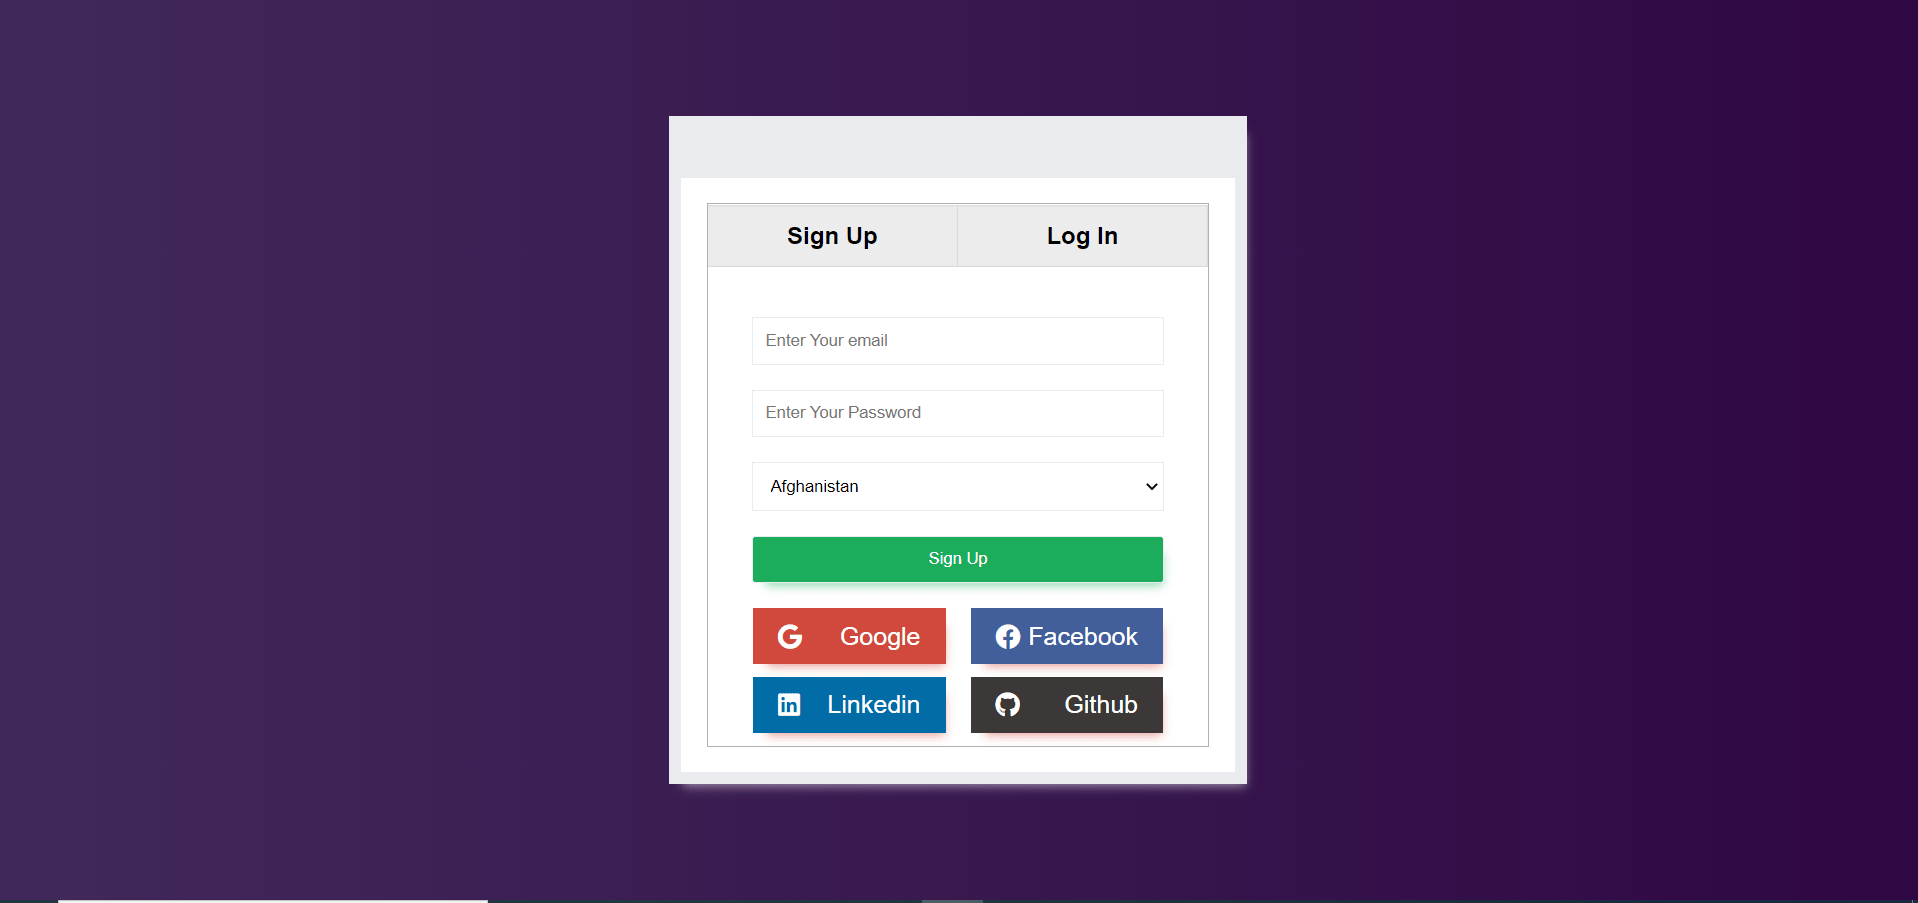 Sign Up Log In
Enter Your email
Enter Your Password
Afghanistan
Sign Up
Google Facebook
Linkedin Github